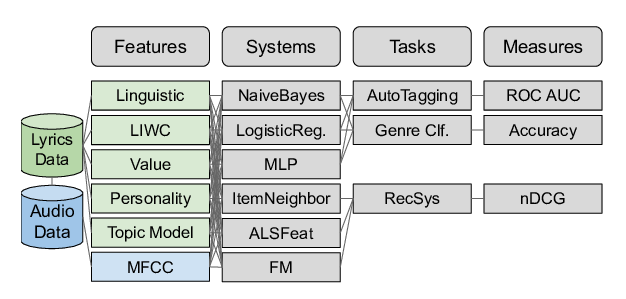 Features
Systems
Tasks
Measures
Linguistic
NaiveBayes
AutoTagging
ROC AUC
Lyrics
Data
LIWC
LogisticReg.
Genre Clf.
Accuracy
Value
MLP
Audio
Data
Personality
ItemNeighbor
RecSys
nDCG
Topic Model
ALSFeat
MFCC
FM